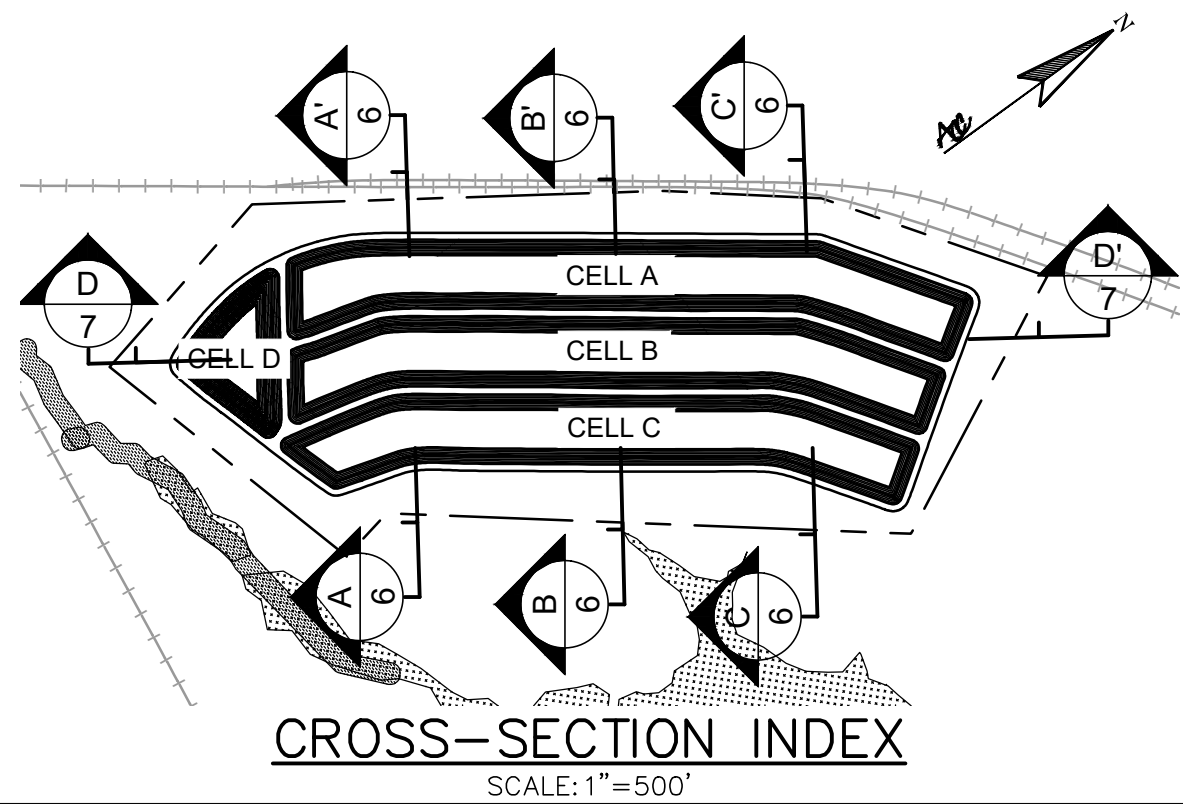 N
A'
6
B'
6
C'
6
D'
7
D
7
CELL A
CELL B
CELL C
CELL D
A
6
B
6
C
6
CROSS-SECTION INDEX
SCALE: 1"=500'